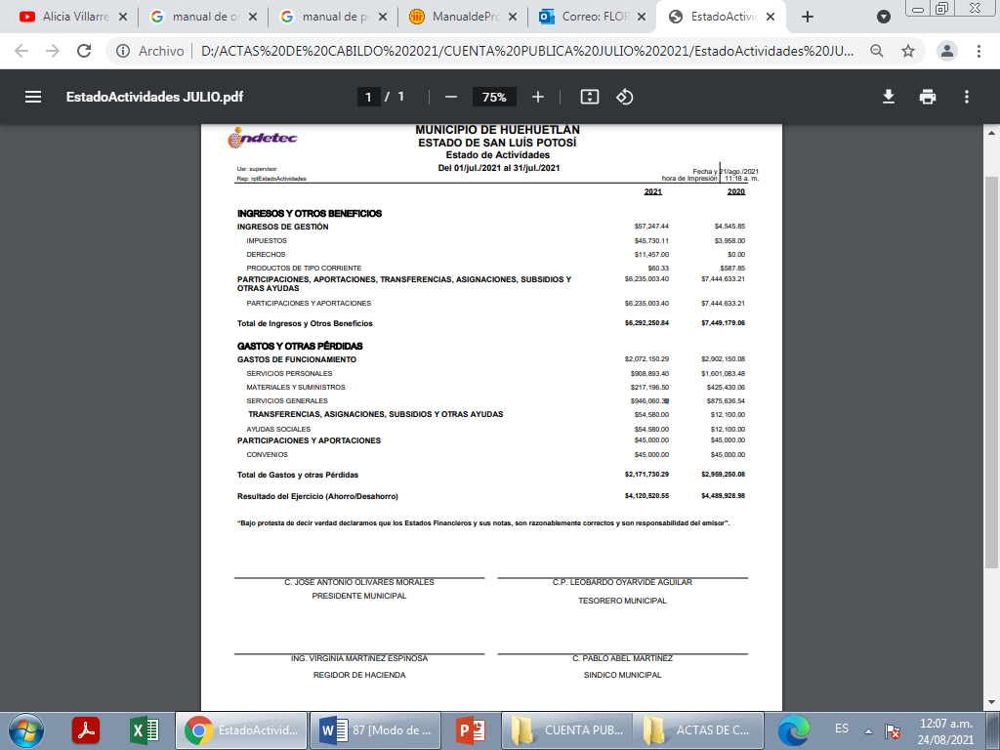 Alicia Villarre
manual de or
manual de pr
ManualdePro
Correo: FLOR
EstadoActivi
Archivo D:/ACTAS%20DE%20CABILDO%202021/CUENTA%20PUBLICA%20JULIO%202021/EstadoActividades%20JU...
EstadoActividades JULIO.pdf 1 / 1 75%
indetec
MUNICIPIO DE HUEHUETLÁN
ESTADO DE SAN LUÍS POTOSÍ
Estado de Actividades
Usr: supervisor Del 01/jul./2021 al 31/jul./2021 Fecha y 21/ago./2021
Rep: rptEstadoActividades hora de Impresión 11:18 a. m.
2021 2020
INGRESOS Y OTROS BENEFICIOS
INGRESOS DE GESTIÓN $57,247.44 $4,545.85
IMPUESTOS $45,730.11 $3,958.00
DERECHOS $11,457.00 $0.00
PRODUCTOS DE TIPO CORRIENTE $60.33 $587.85
PARTICIPACIONES, APORTACIONES, TRANSFERENCIAS, ASIGNACIONES, SUBSIDIOS Y $6,235,003.40 $7,444,633.21
OTRAS AYUDAS
PARTICIPACIONES Y APORTACIONES $6,235,003.40 $7,444,633.21
Total de Ingresos y Otros Beneficios $6,292,250.84 $7,449,179.06
GASTOS Y OTRAS PÉRDIDAS
GASTOS DE FUNCIONAMIENTO $2,072,150.29 $2,902,150.08
SERVICIOS PERSONALES $908,893.40 $1,601,083.48
MATERIALES Y SUMINISTROS $217,196.50 $425,430.06
SERVICIOS GENERALES $946,060.39 $875,636.54
TRANSFERENCIAS, ASIGNACIONES, SUBSIDIOS Y OTRAS AYUDAS $54,580.00 $12,100.00
AYUDAS SOCIALES $54,580.00 $12,100.00
PARTICIPACIONES Y APORTACIONES $45,000.00 $45,000.00
CONVENIOS $45,000.00 $45,000.00
Total de Gastos y otras Pérdidas $2,171,730.29 $2,959,250.08
Resultado del Ejercicio (Ahorro/Desahorro) $4,120,520.55 $4,489,928.98
“Bajo protesta de decir verdad declaramos que los Estados Financieros y sus notas, son razonablemente correctos y son responsabilidad del emisor”.
C. JOSE ANTONIO OLIVARES MORALES C.P. LEOBARDO OYARVIDE AGUILAR
PRESIDENTE MUNICIPAL TESORERO MUNICIPAL
ING. VIRGINIA MARTINEZ ESPINOSA C. PABLO ABEL MARTINEZ
REGIDOR DE HACIENDA SINDICO MUNICIPAL
EstadoActivid... 87 [Modo de ... CUENTA PUB... ACTAS DE C... ES 12:07 a.m.
24/08/2021